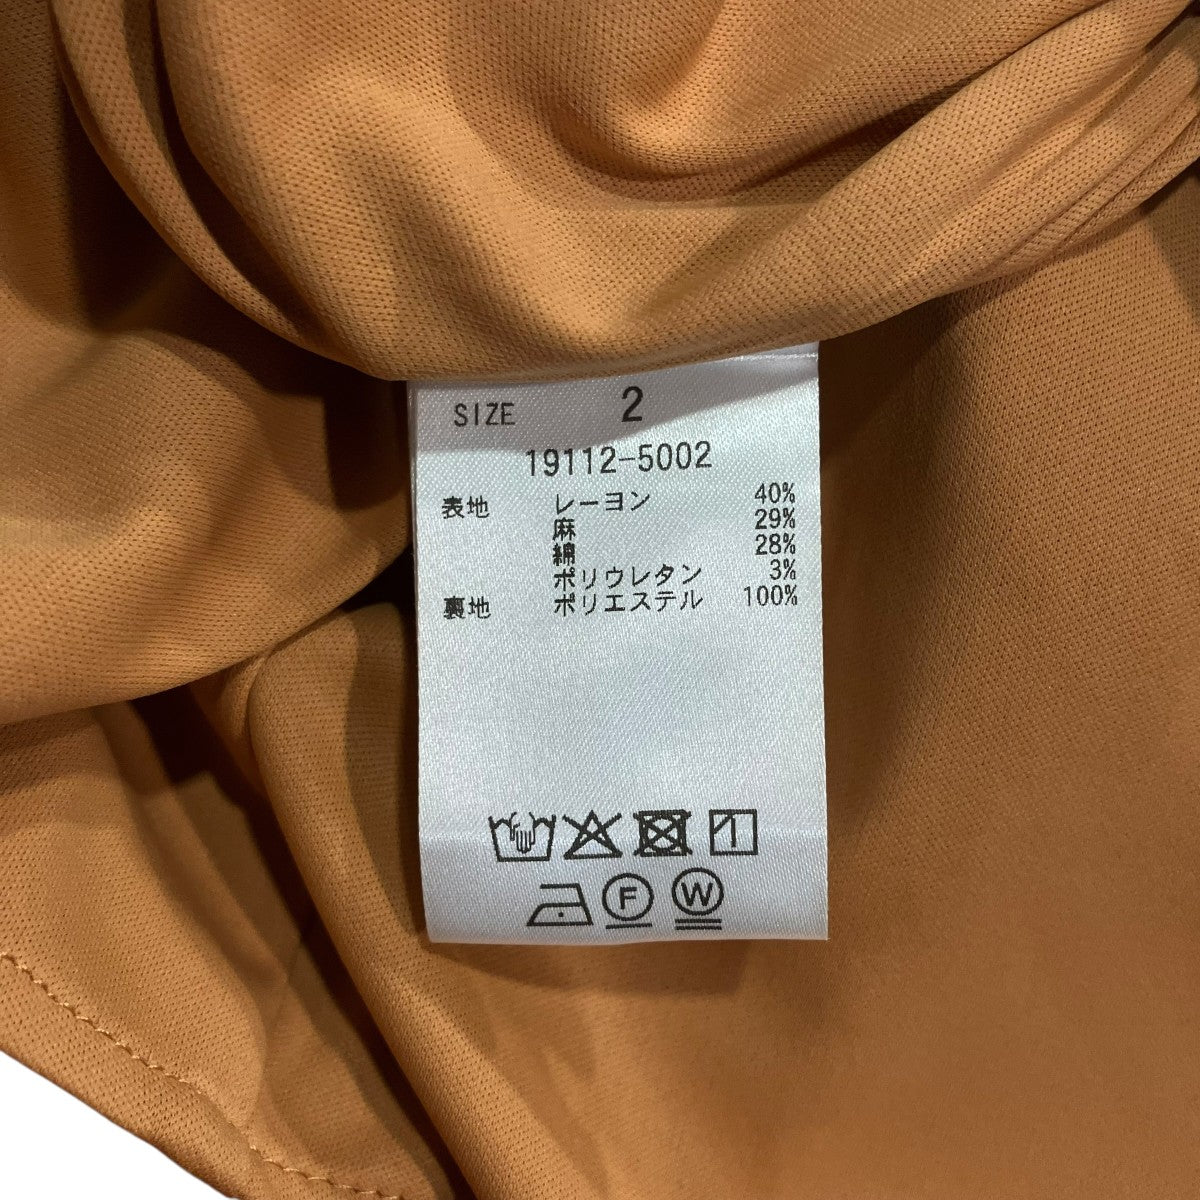 SIZE 2
19112-5002
表地 レーヨン 40%
麻 29%
綿 28%
ポリウレタン 3%
裏地 ポリエステル 100%
F W